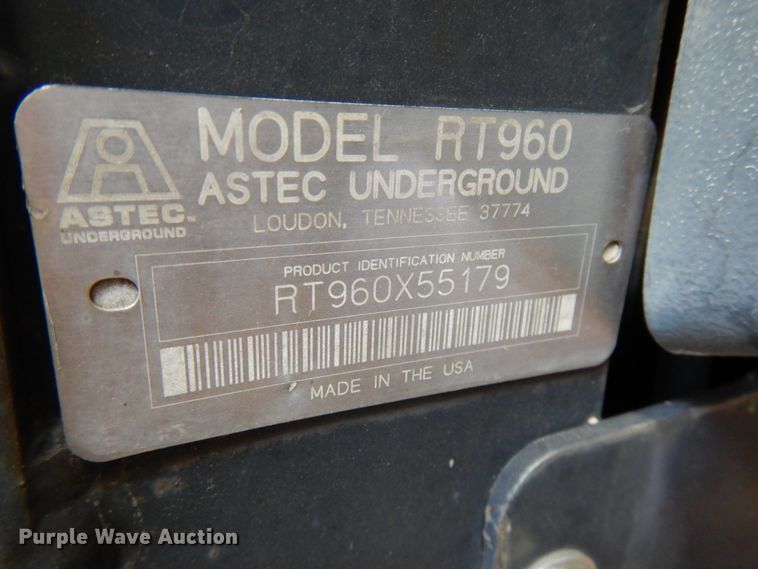 MODEL RT960
ASTEC UNDERGROUND
LOUDON, TENNESSEE 37774
ASTEC™
UNDERGROUND
PRODUCT IDENTIFICATION NUMBER
RT960X55179
MADE IN THE USA
Purple Wave Auction